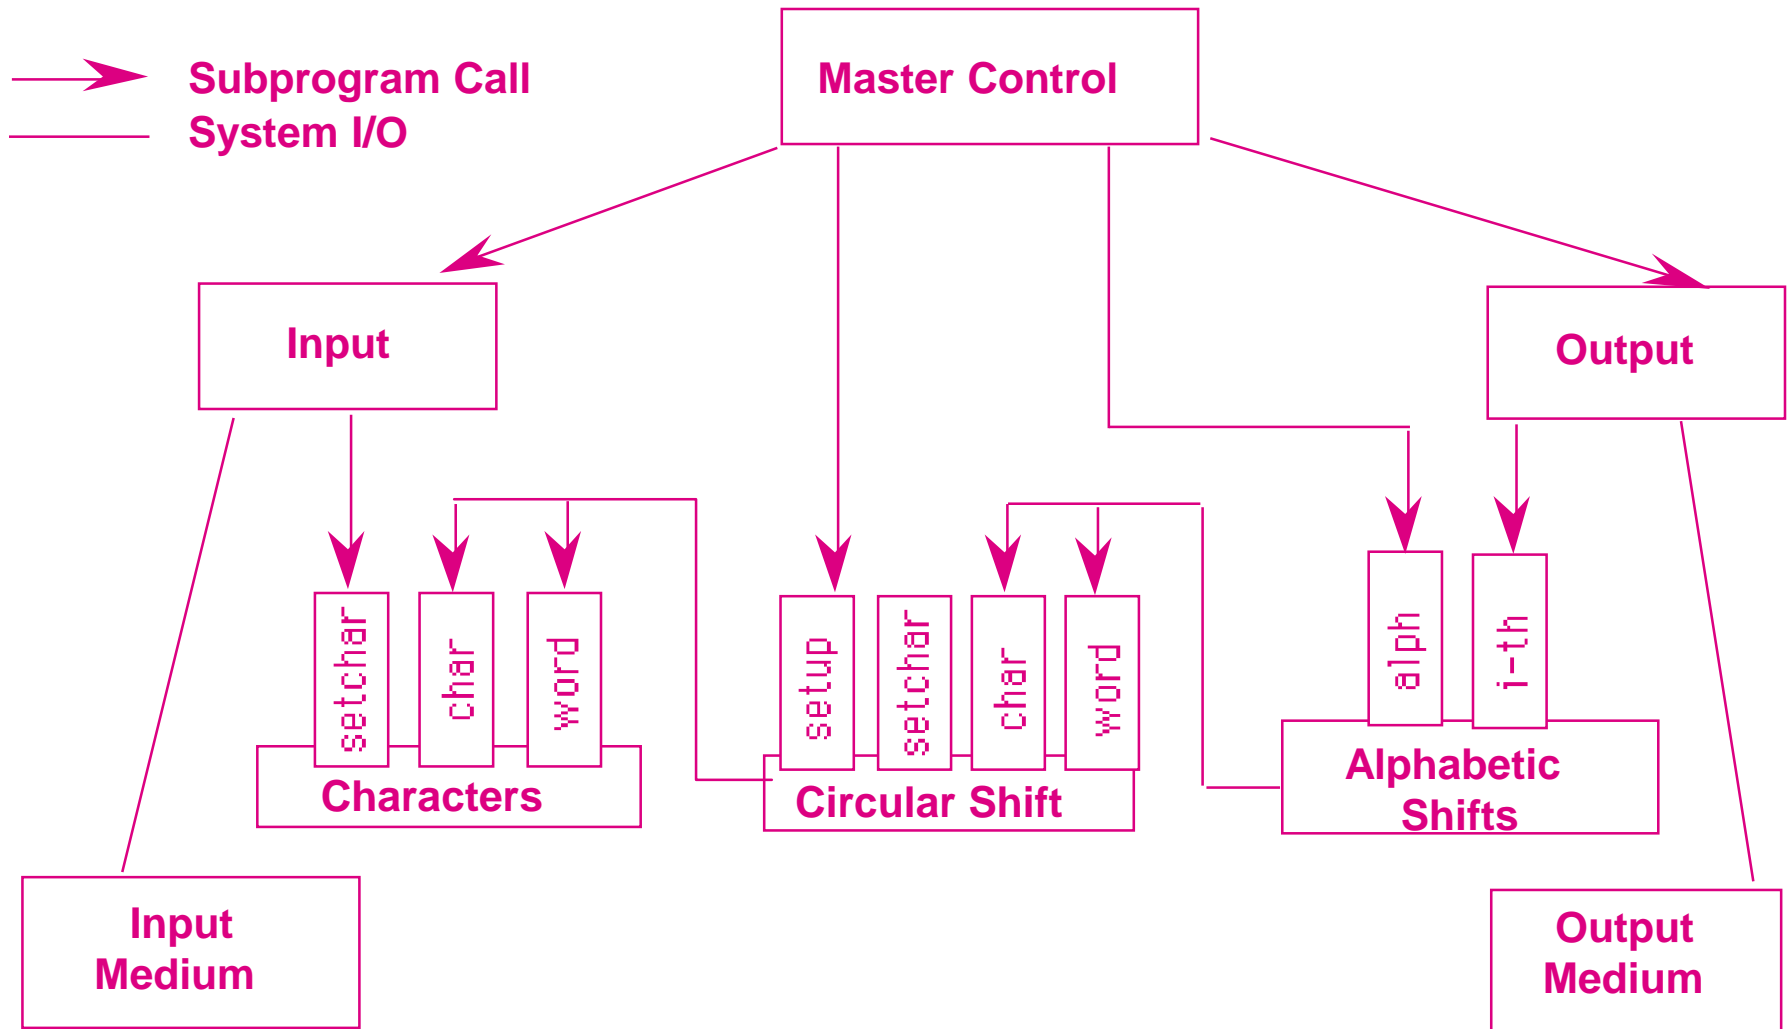 Subprogram Call
System I/O
Master Control
Input
Output
setchar
char
word
setup
setchar
char
word
alph
i-th
Characters
Circular Shift
Alphabetic
Shifts
Input
Medium
Output
Medium